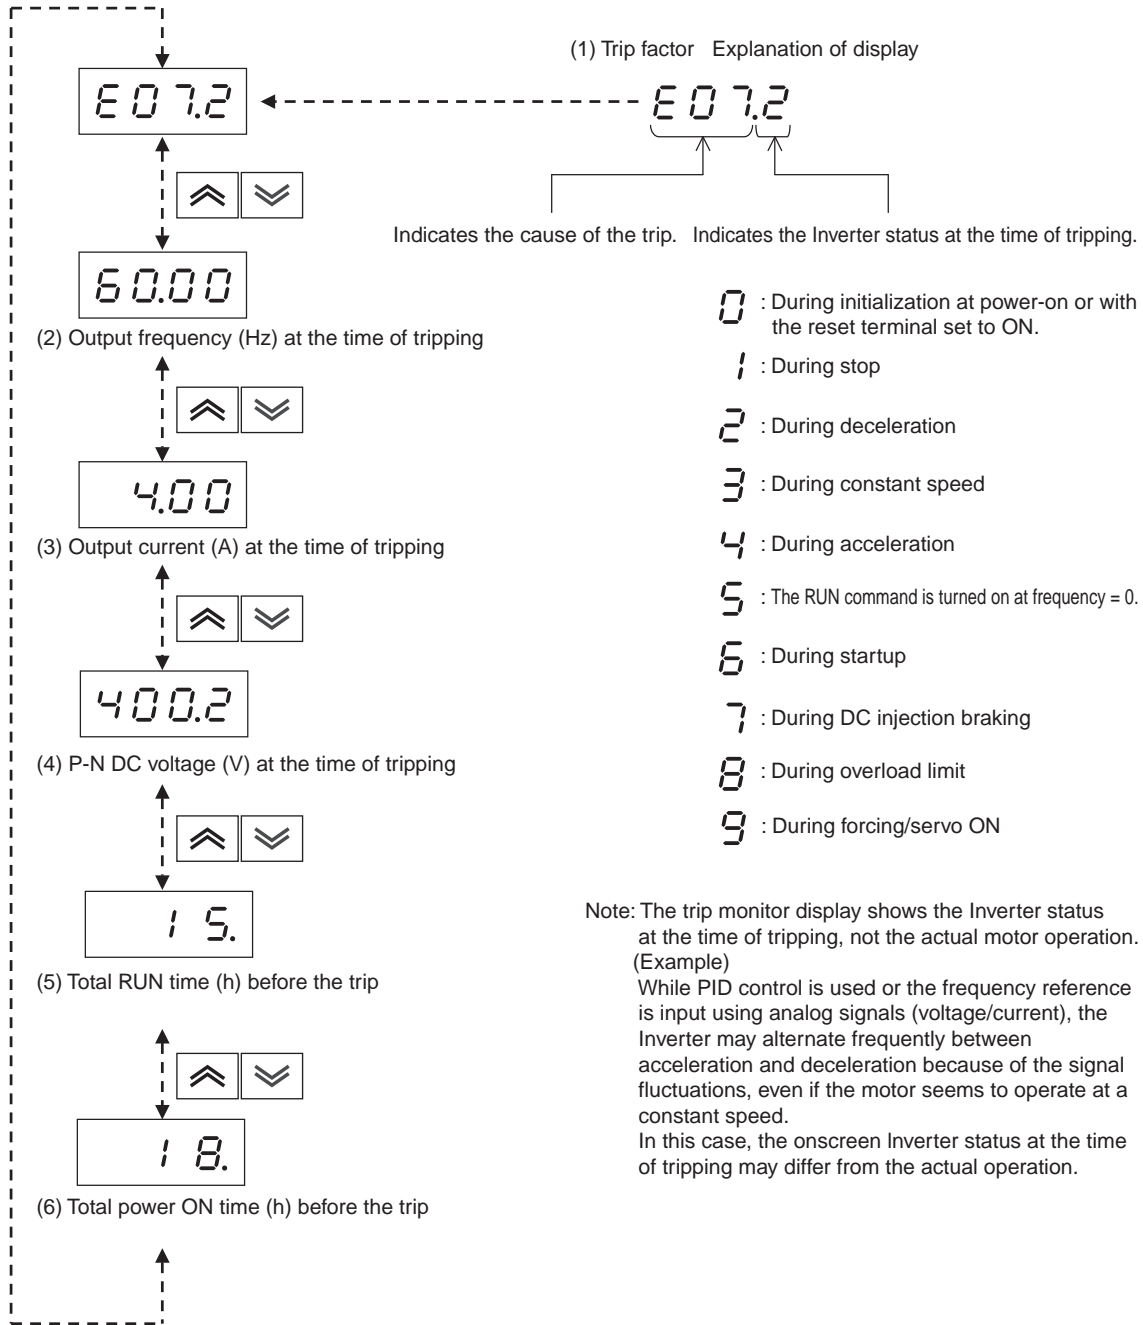 (1) Trip factor Explanation of display
E07.2
E07.2
Indicates the cause of the trip. Indicates the Inverter status at the time of tripping.
60.00
(2) Output frequency (Hz) at the time of tripping
4.00
(3) Output current (A) at the time of tripping
400.2
(4) P-N DC voltage (V) at the time of tripping
15.
(5) Total RUN time (h) before the trip
18.
(6) Total power ON time (h) before the trip
0 : During initialization at power-on or with
the reset terminal set to ON.
1 : During stop
2 : During deceleration
3 : During constant speed
4 : During acceleration
5 : The RUN command is turned on at frequency = 0.
6 : During startup
7 : During DC injection braking
8 : During overload limit
9 : During forcing/servo ON
Note: The trip monitor display shows the Inverter status
at the time of tripping, not the actual motor operation.
(Example)
While PID control is used or the frequency reference
is input using analog signals (voltage/current), the
Inverter may alternate frequently between
acceleration and deceleration because of the signal
fluctuations, even if the motor seems to operate at a
constant speed.
In this case, the onscreen Inverter status at the time
of tripping may differ from the actual operation.